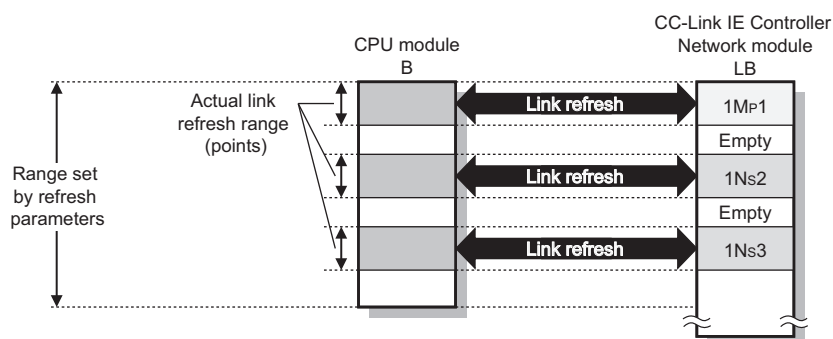 CPU module
B
CC-Link IE Controller
Network module
LB
Actual link
refresh range
(points)
Range set
by refresh
parameters
Link refresh
1MP1
Empty
Link refresh
1NS2
Empty
Link refresh
1NS3